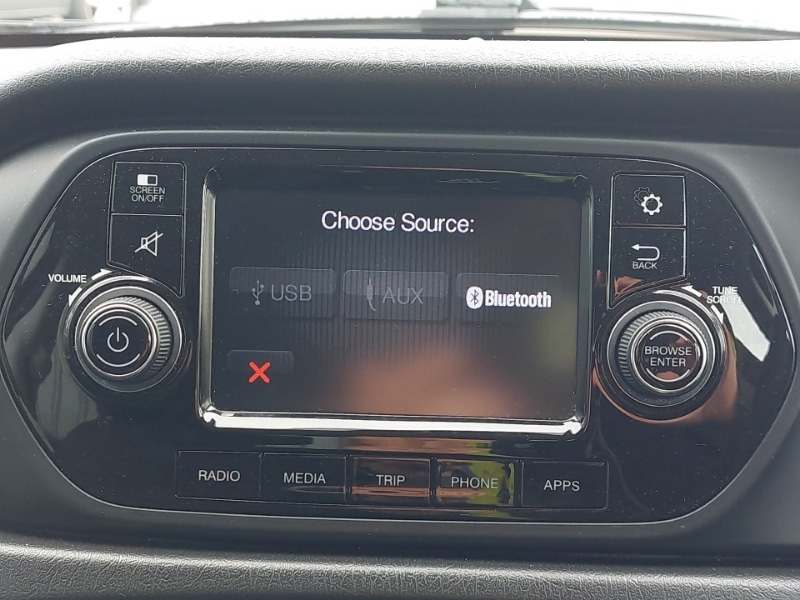 SCREEN
ON/OFF
VOLUME
Choose Source:
USB
AUX
Bluetooth
BACK
TUNE
SCROLL
BROWSE
ENTER
RADIO
MEDIA
TRIP
PHONE
APPS